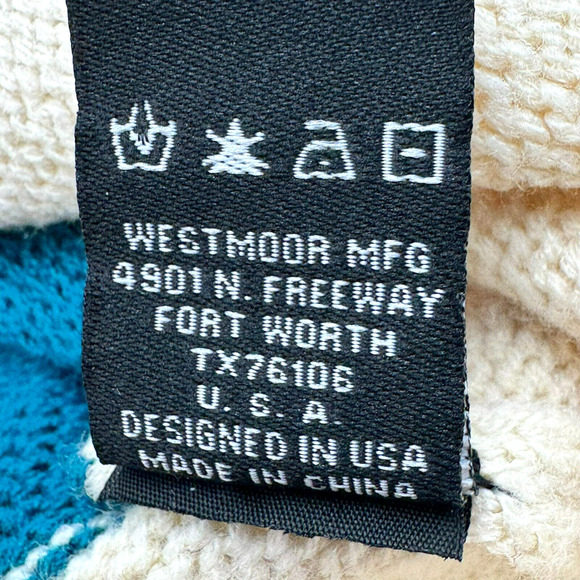 WESTMOOR MFG
4901 N. FREEWAY
FORT WORTH
TX76106
U. S. A.
DESIGNED IN USA
MADE IN CHINA